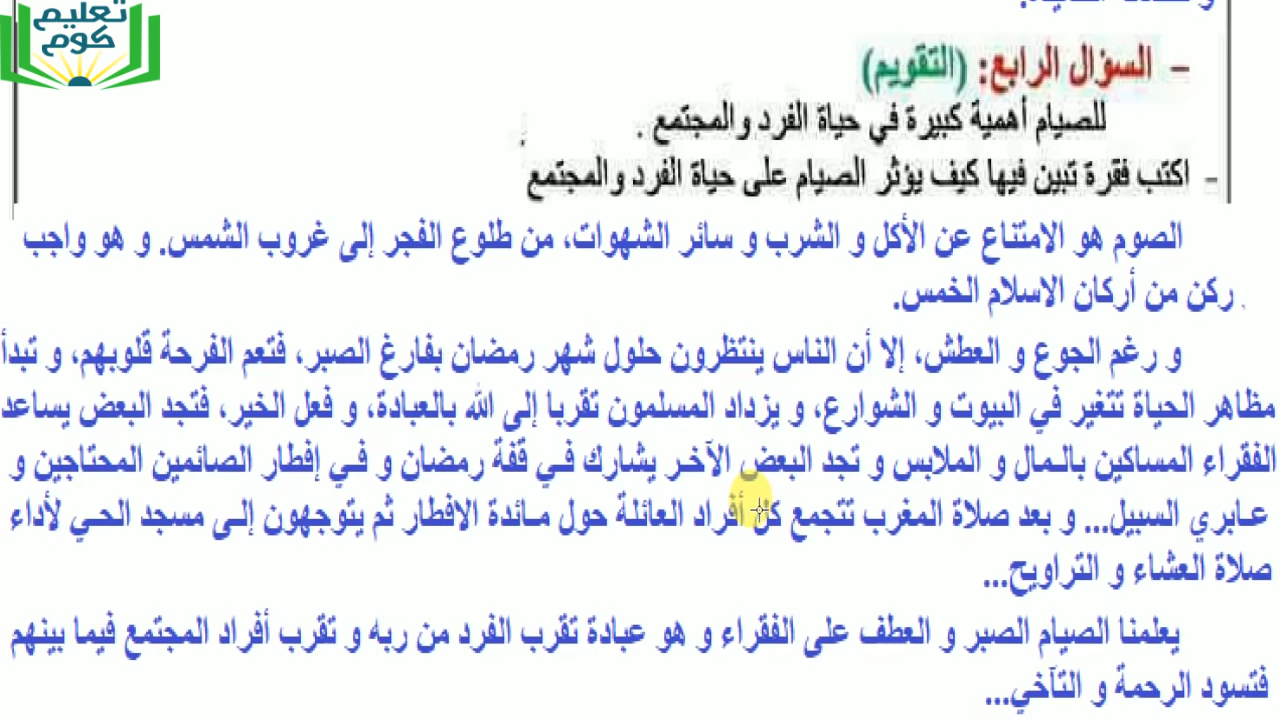 تعليم
كوم
– السؤال الرابع: (التقويم)
للصيام أهمية كبيرة في حياة الفرد والمجتمع .
- اكتب فقرة تبين فيها كيف يؤثر الصيام على حياة الفرد والمجتمع
الصوم هو الامتناع عن الأكل و الشرب و سائر الشهوات، من طلوع الفجر إلى غروب الشمس. و هو واجب
ركن من أركان الاسلام الخمس.
و رغم الجوع و العطش، إلا أن الناس ينتظرون حلول شهر رمضان بفارغ الصبر، فتعم الفرحة قلوبهم، و تبدأ
مظاهر الحياة تتغير في البيوت و الشوارع، و يزداد المسلمون تقربا إلى الله بالعبادة، و فعل الخير، فتجد البعض يساعد
الفقراء المساكين بالمال و الملابس و تجد البعض الآخر يشارك في قفة رمضان و في إفطار الصائمين المحتاجين و
عابري السبيل... و بعد صلاة المغرب تتجمع كل أفراد العائلة حول مائدة الافطار ثم يتوجهون إلى مسجد الحي لأداء
صلاة العشاء و التراويح...
يعلمنا الصيام الصبر و العطف على الفقراء و هو عبادة تقرب الفرد من ربه و تقرب أفراد المجتمع فيما بينهم
فتسود الرحمة و التآخي...